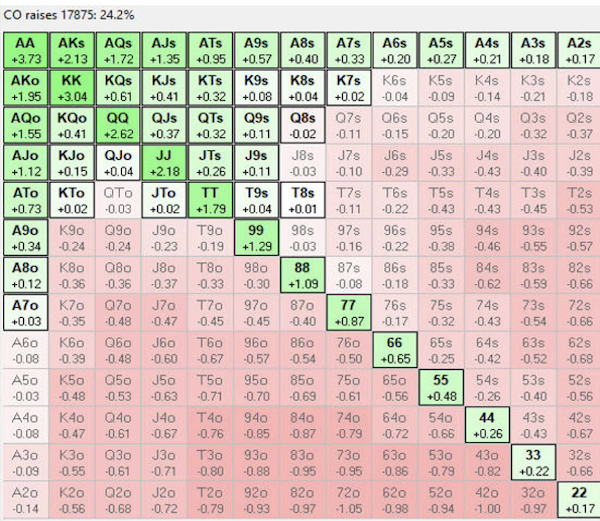 CO raises 17875: 24.2%
AA AKs AQs AJs ATs A9s A8s A7s A6s A5s A4s A3s A2s
+3.73 +2.13 +1.72 +1.35 +0.95 +0.57 +0.40 +0.33 +0.20 +0.27 +0.21 +0.18 +0.17
AKo KK KQs KJs KTs K9s K8s K7s K6s K5s K4s K3s K2s
+1.95 +3.04 +0.61 +0.41 +0.32 +0.08 +0.04 +0.02 -0.04 -0.09 -0.14 -0.21 -0.18
AQo KQo QQ QJs QTs Q9s Q8s Q7s Q6s Q5s Q4s Q3s Q2s
+1.55 +0.41 +2.62 +0.37 +0.32 +0.11 -0.02 -0.11 -0.15 -0.20 -0.20 -0.32 -0.37
AJo KJo QJo JJ JTs J9s J8s J7s J6s J5s J4s J3s J2s
+1.12 +0.15 +0.04 +2.18 +0.26 +0.11 -0.03 -0.10 -0.29 -0.33 -0.43 -0.40 -0.39
ATo KTo QTo JTo TT T9s T8s T7s T6s T5s T4s T3s T2s
+0.73 +0.02 -0.03 +0.02 +1.79 +0.04 +0.01 -0.11 -0.22 -0.43 -0.43 -0.45 -0.53
A9o K9o Q9o J9o T9o 99 98s 97s 96s 95s 94s 93s 92s
+0.34 -0.24 -0.24 -0.23 -0.19 +1.29 -0.03 -0.16 -0.22 -0.38 -0.46 -0.55 -0.57
A8o K8o Q8o J8o T8o 98o 88 87s 86s 85s 84s 83s 82s
+0.12 -0.36 -0.36 -0.37 -0.33 -0.30 +1.09 -0.08 -0.18 -0.31 -0.62 -0.59 -0.66
A7o K7o Q7o J7o T7o 97o 87o 77 76s 75s 74s 73s 72s
+0.03 -0.35 -0.48 -0.47 -0.45 -0.45 -0.40 +0.87 -0.17 -0.32 -0.43 -0.54 -0.66
A6o K6o Q6o J6o T6o 96o 86o 76o 66 65s 64s 63s 62s
-0.08 -0.39 -0.48 -0.60 -0.67 -0.57 -0.54 -0.50 +0.65 -0.25 -0.42 -0.52 -0.68
A5o K5o Q5o J5o T5o 95o 85o 75o 65o 55 54s 53s 52s
-0.03 -0.48 -0.53 -0.63 -0.71 -0.70 -0.69 -0.61 -0.56 +0.48 -0.26 -0.40 -0.56
A4o K4o Q4o J4o T4o 94o 84o 74o 64o 54o 44 43s 42s
-0.08 -0.47 -0.61 -0.67 -0.76 -0.85 -0.87 -0.79 -0.72 -0.66 +0.26 -0.43 -0.67
A3o K3o Q3o J3o T3o 93o 83o 73o 63o 53o 43o 33 32s
-0.09 -0.55 -0.61 -0.71 -0.80 -0.88 -0.95 -0.95 -0.86 -0.79 -0.82 +0.22 -0.66
A2o K2o Q2o J2o T2o 92o 82o 72o 62o 52o 42o 32o 22
-0.14 -0.56 -0.68 -0.72 -0.79 -0.93 -0.97 -1.05 -0.98 -0.94 -1.00 -0.97 +0.17